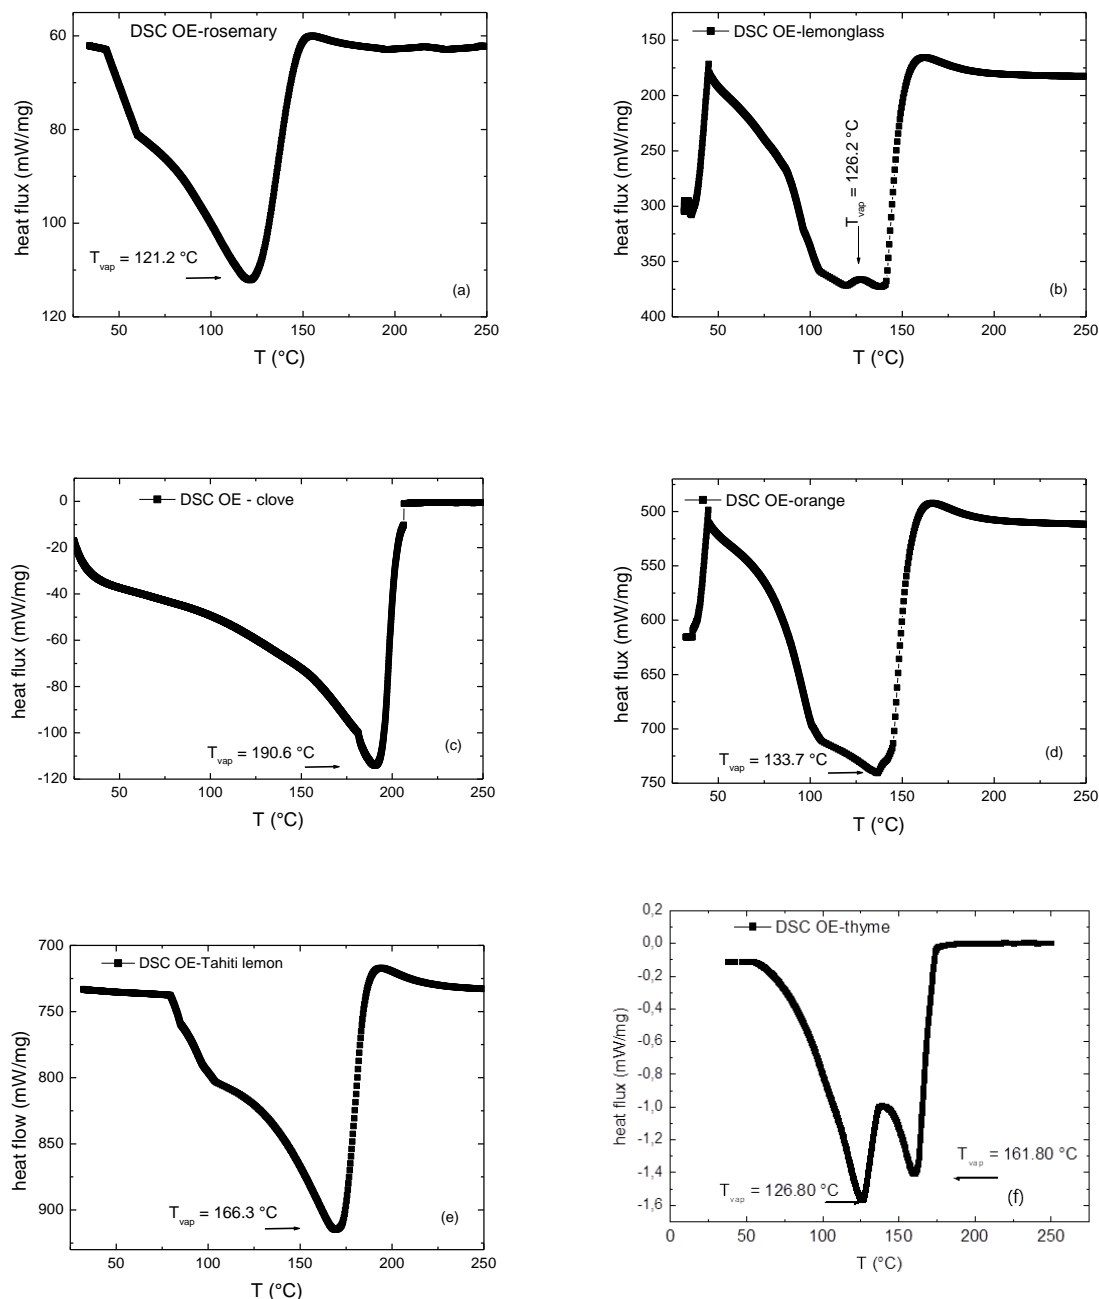 DSC OE-rosemary
60
80
100
120
heat flux (mW/mg)
T vap = 121.2 °C
(a)
50 100 150 200 250
T (°C)
DSC OE-lemonglass
150
200
250
300
350
400
heat flux (mW/mg)
T vap = 126.2 °C
(b)
50 100 150 200 250
T (°C)
DSC OE - clove
0
-20
-40
-60
-80
-100
-120
heat flux (mW/mg)
T vap = 190.6 °C
(c)
50 100 150 200 250
T (°C)
DSC OE-orange
500
550
600
650
700
750
heat flux (mW/mg)
T vap = 133.7 °C
(d)
50 100 150 200 250
T (°C)
DSC OE-Tahiti lemon
700
750
800
850
900
heat flow (mW/mg)
T vap = 166.3 °C
(e)
50 100 150 200 250
T (°C)
DSC OE-thyme
0,2
0,0
-0,2
-0,4
-0,6
-0,8
-1,0
-1,2
-1,4
-1,6
heat flux (mW/mg)
T vap = 161.80 °C
T vap = 126.80 °C
(f)
0 50 100 150 200 250
T (°C)